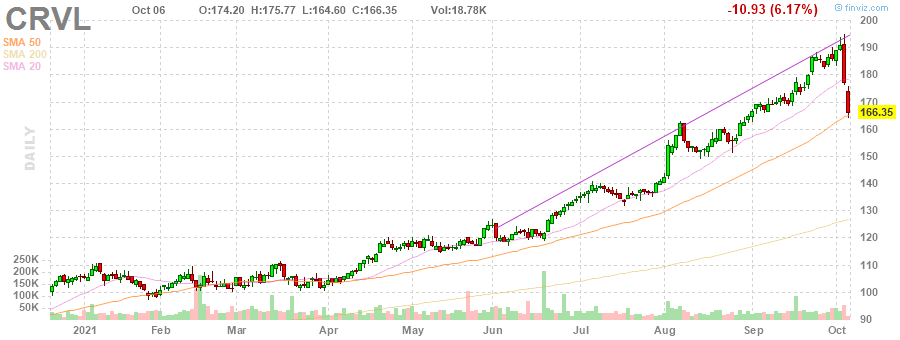 CRVL Oct 06 O:174.20 H:175.77 L:164.60 C:166.35 Vol:18.78K -10.93 (6.17%) @ finviz.com
SMA 50
SMA 200
SMA 20
DAILY
200
190
180
170
166.35
160
150
140
130
120
110
100
90
250K
200K
150K
100K
50K
2021 Feb Mar Apr May Jun Jul Aug Sep Oct